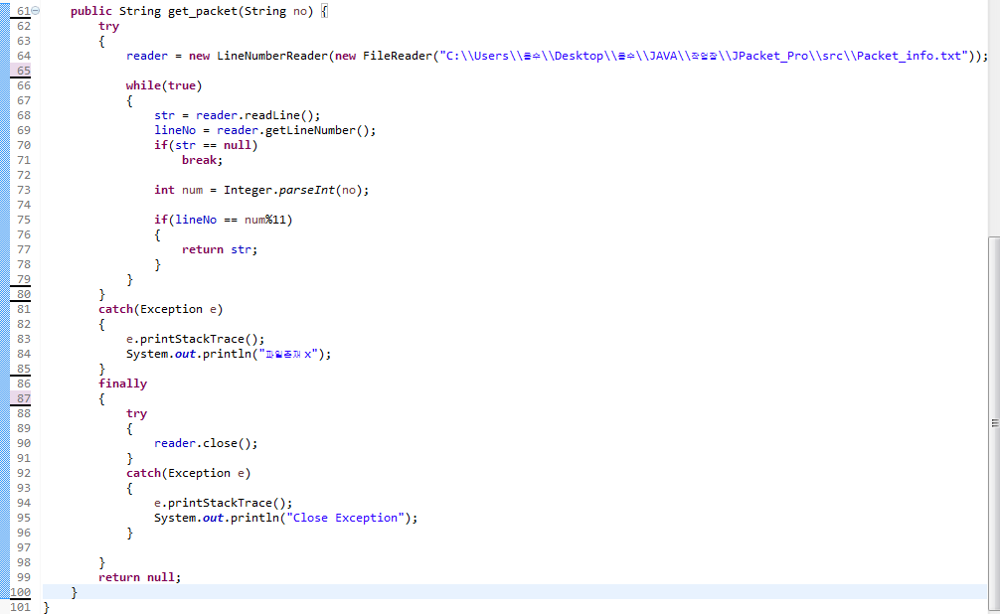 61 public String get_packet(String no) {
62 try
63 {
64 reader = new LineNumberReader(new FileReader("C:\\Users\\\\Desktop\\\\JAVA\\\\JPacket_Pro\\src\\Packet_info.txt"));
65
66 while(true)
67 {
68 str = reader.readLine();
69 lineNo = reader.getLineNumber();
70 if(str == null)
71 break;
72
73 int num = Integer.parseInt(no);
74
75 if(lineNo == num%11)
76 {
77 return str;
78 }
79 }
80 }
81 catch(Exception e)
82 {
83 e.printStackTrace();
84 System.out.println("파일존재 x");
85 }
86 finally
87 {
88 try
89 {
90 reader.close();
91 }
92 catch(Exception e)
93 {
94 e.printStackTrace();
95 System.out.println("Close Exception");
96 }
97
98 }
99 return null;
100 }
101 }